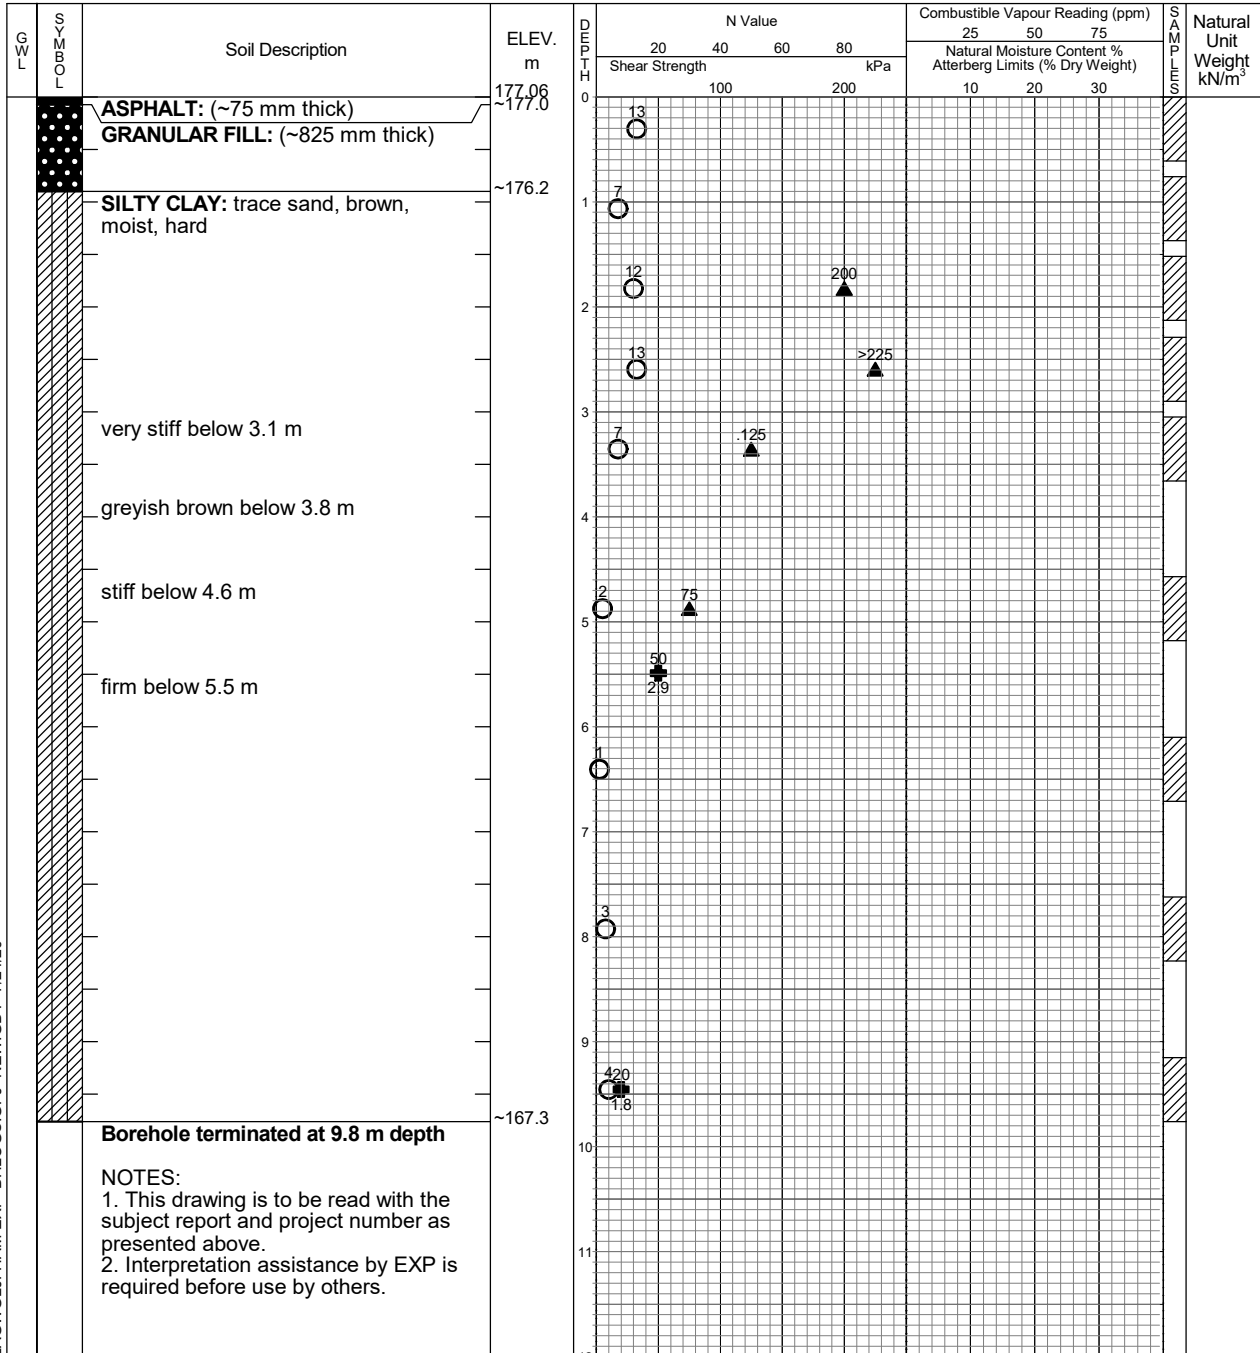 GWL
SYMBOL
Soil Description
ELEV.
m
177.06
DEPTH
N Value
20 40 60 80
Shear Strength kPa
100 200
Combustible Vapour Reading (ppm)
25 50 75
Natural Moisture Content %
Atterberg Limits (% Dry Weight)
10 20 30
SAMPLES
Natural
Unit
Weight
kN/m³
0
ASPHALT: (~75 mm thick)
~177.0
13
GRANULAR FILL: (~825 mm thick)
~176.2
7
1
SILTY CLAY: trace sand, brown,
moist, hard
12 200
2
13 >225
3
very stiff below 3.1 m
7 .125
greyish brown below 3.8 m
4
stiff below 4.6 m
2 75
5
50
2.9
firm below 5.5 m
6
1
7
3
8
9
4 20
1.8
~167.3
Borehole terminated at 9.8 m depth
10
NOTES:
1. This drawing is to be read with the
subject report and project number as
presented above.
2. Interpretation assistance by EXP is
required before use by others.
11